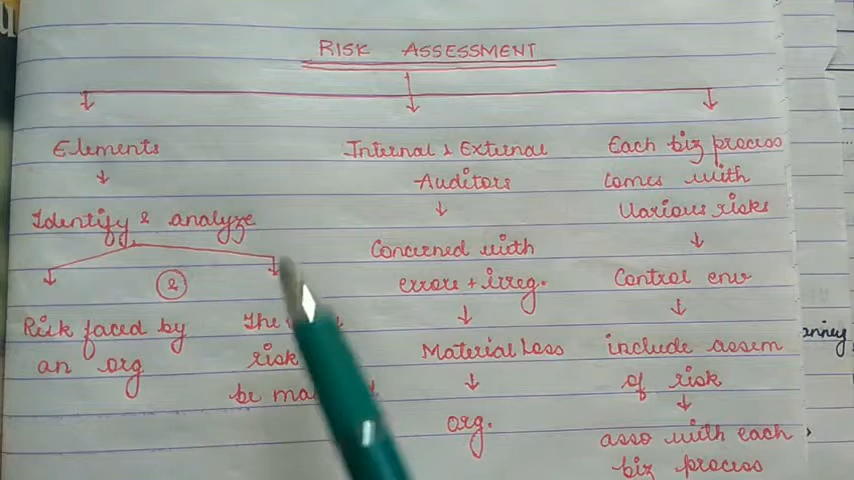 RISK ASSESSMENT
Elements
Identify & analyze
&
Risk faced by
an org
The
risk
be
Internal & External
Auditors
Concerned with
errors + irreg.
Material Loss
org.
Each biz process
comes with
Various risks
Control env
include assem
of risk
asso with each
biz process